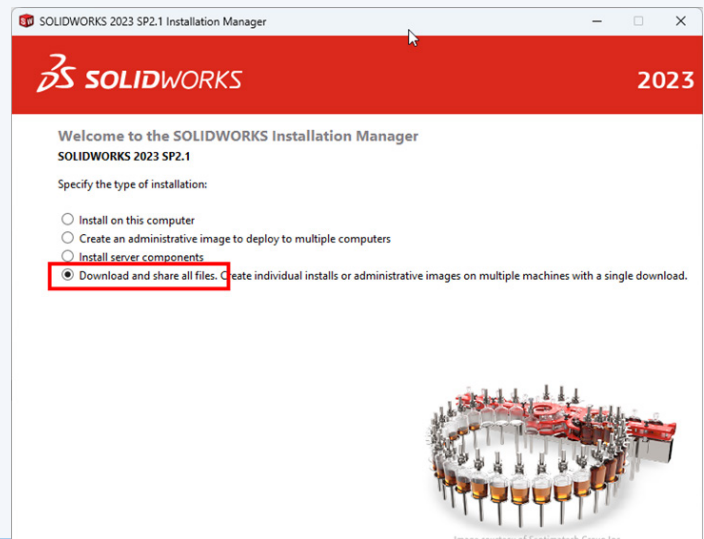 SOLIDWORKS 2023 SP2.1 Installation Manager
SOLIDWORKS
2023
Welcome to the SOLIDWORKS Installation Manager
SOLIDWORKS 2023 SP2.1
Specify the type of installation:
Install on this computer
Create an administrative image to deploy to multiple computers
Install server components
Download and share all files. Create individual installs or administrative images on multiple machines with a single download.